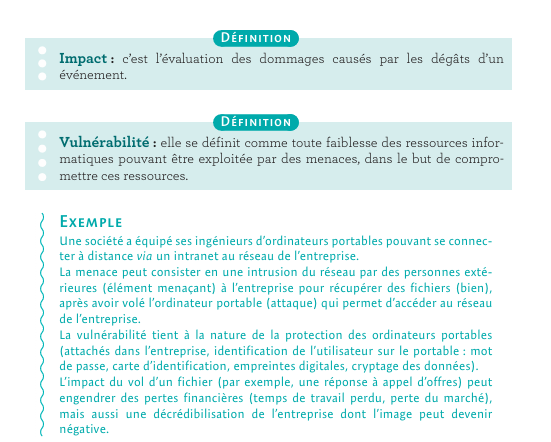 Définition
Impact : c'est l'évaluation des dommages causés par les dégâts d'un
événement.
Définition
Vulnérabilité : elle se définit comme toute faiblesse des ressources infor-
matiques pouvant être exploitée par des menaces, dans le but de compro-
mettre ces ressources.
Exemple
Une société a équipé ses ingénieurs d'ordinateurs portables pouvant se connec-
ter à distance via un intranet au réseau de l'entreprise.
La menace peut consister en une intrusion du réseau par des personnes exté-
rieures (élément menaçant) à l'entreprise pour récupérer des fichiers (bien),
après avoir volé l'ordinateur portable (attaque) qui permet d'accéder au réseau
de l'entreprise.
La vulnérabilité tient à la nature de la protection des ordinateurs portables
(attachés dans l'entreprise, identification de l'utilisateur sur le portable : mot
de passe, carte d'identification, empreintes digitales, cryptage des données).
L'impact du vol d'un fichier (par exemple, une réponse à appel d'offres) peut
engendrer des pertes financières (temps de travail perdu, perte du marché),
mais aussi une décrédibilisation de l'entreprise dont l'image peut devenir
négative.